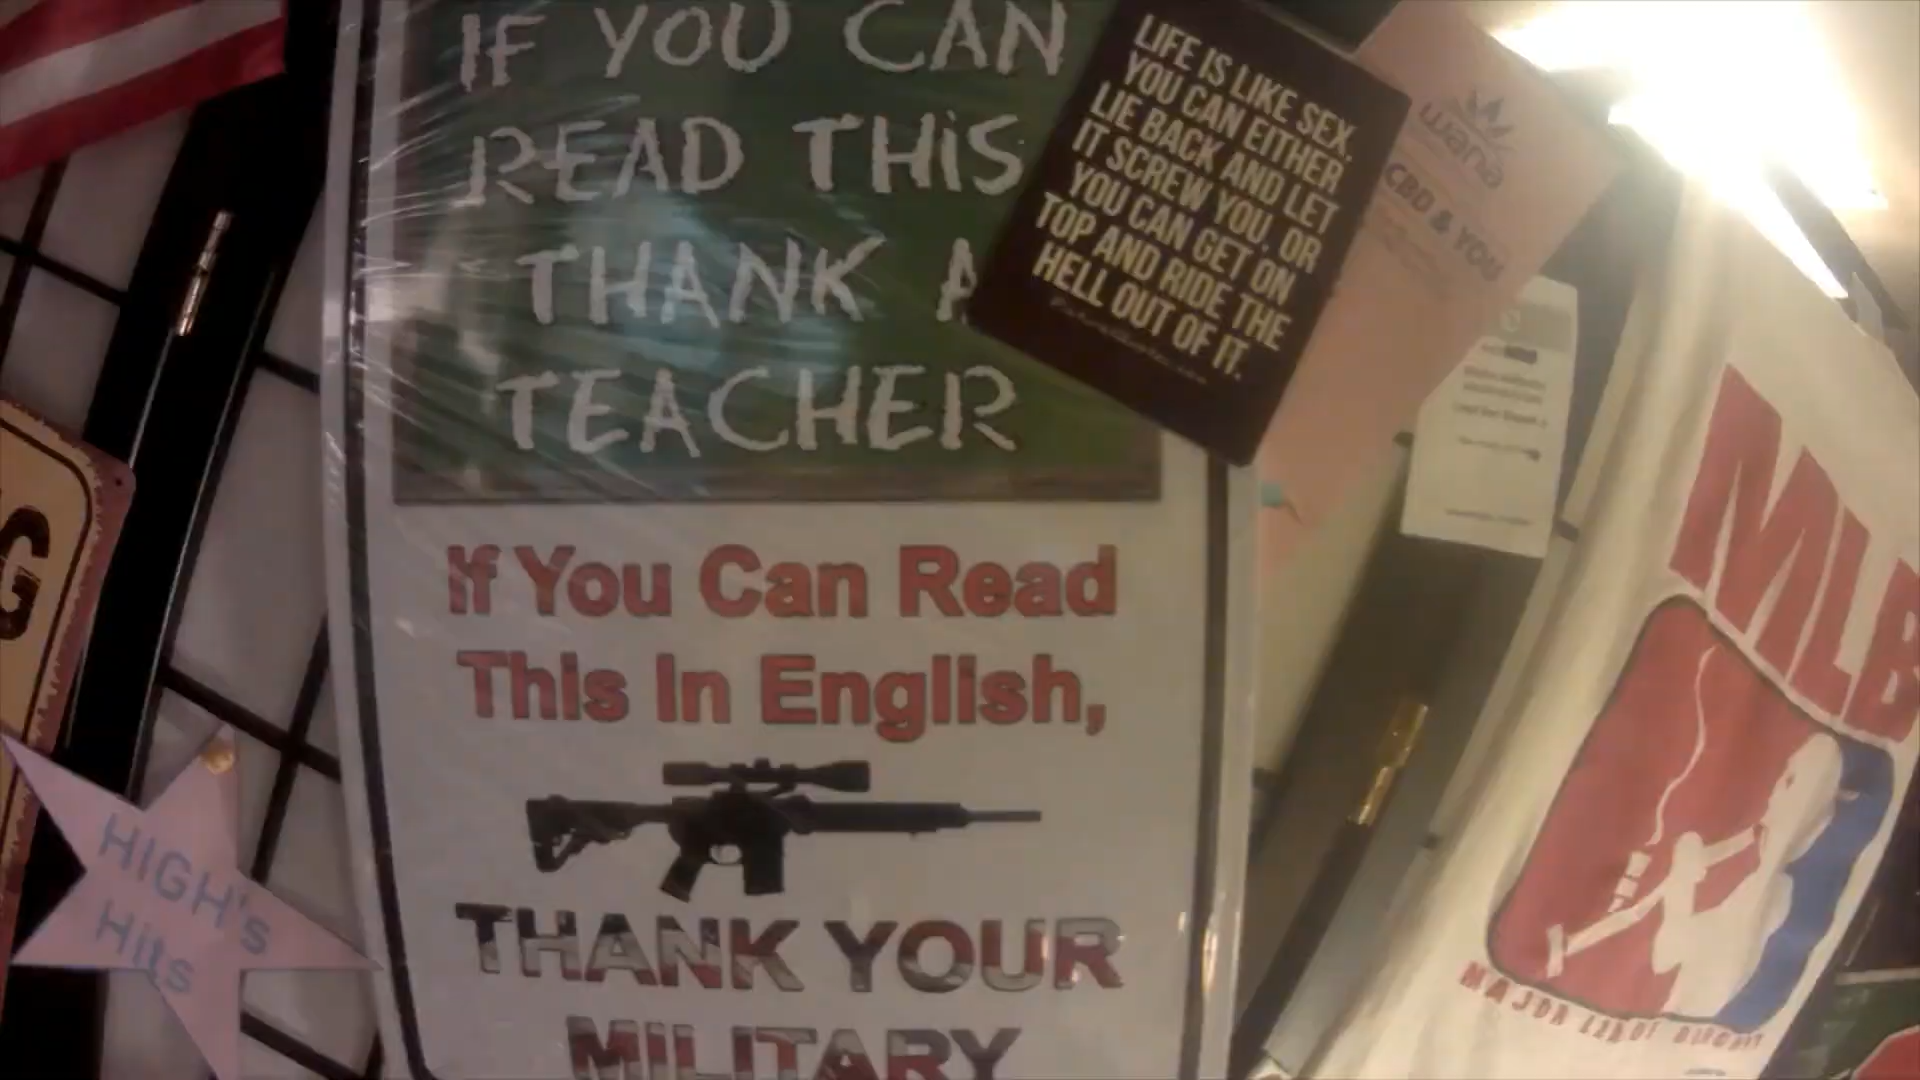 IF YOU CAN
READ THIS
THANK A
TEACHER
If You Can Read
This In English,
THANK YOUR
MILITARY
LIFE IS LIKE SEX.
YOU CAN EITHER
LIE BACK AND LET
IT SCREW YOU, OR
YOU CAN GET ON
TOP AND RIDE THE
HELL OUT OF IT.
wana
CBD & YOU
G
HIGH's
Hits
MLB
MAJOR